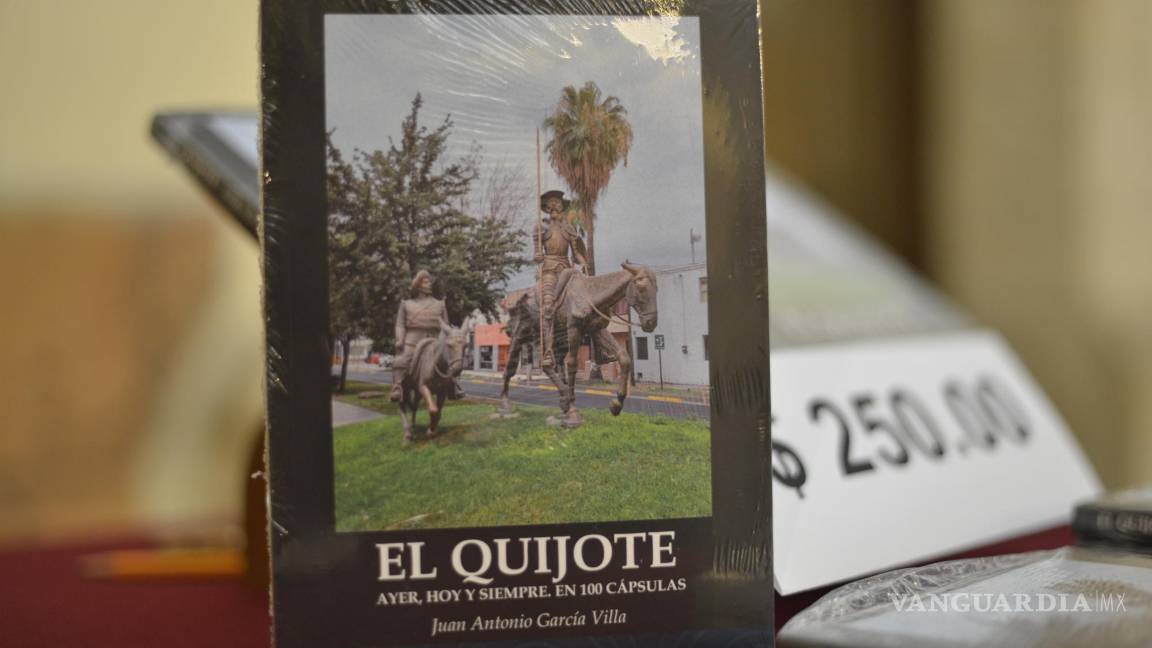 EL QUIJOTE
AYER, HOY Y SIEMPRE. EN 100 CÁPSULAS
Juan Antonio García Villa
$ 250.00
VANGUARDIA|MX